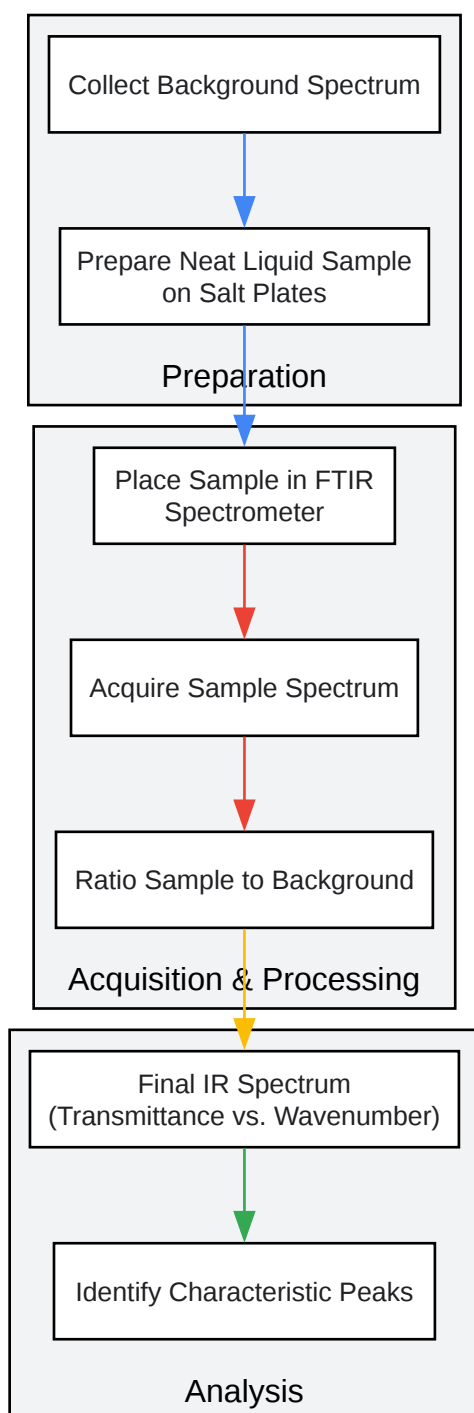 Collect Background Spectrum
Prepare Neat Liquid Sample
on Salt Plates
Preparation
Place Sample in FTIR
Spectrometer
Acquire Sample Spectrum
Ratio Sample to Background
Acquisition & Processing
Final IR Spectrum
(Transmittance vs. Wavenumber)
Identify Characteristic Peaks
Analysis